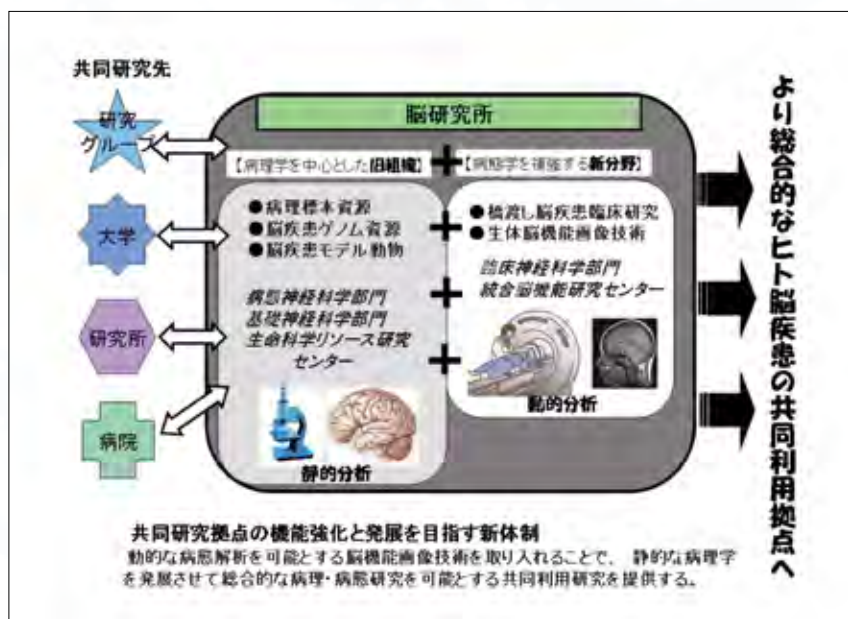 共同研究先
研究
グループ
大学
研究所
病院
脳研究所
【病理学を中心とした旧組織】
【病態学を補強する新分野】
●病理標本資源
●脳疾患ゲノム資源
●脳疾患モデル動物
病態神経科学部門
基礎神経科学部門
生命科学リソース研究
センター
静的分析
●橋渡し脳疾患臨床研究
●生体脳機能画像技術
臨床神経科学部門
統合脳機能研究センター
動的分析
より総合的なヒト脳疾患の共同利用拠点へ
共同研究拠点の機能強化と発展を目指す新体制
動的な病態解析を可能とする脳機能画像技術を取り入れることで、静的な病理学
を発展させて総合的な病理・病態研究を可能とする共同利用研究を提供する。